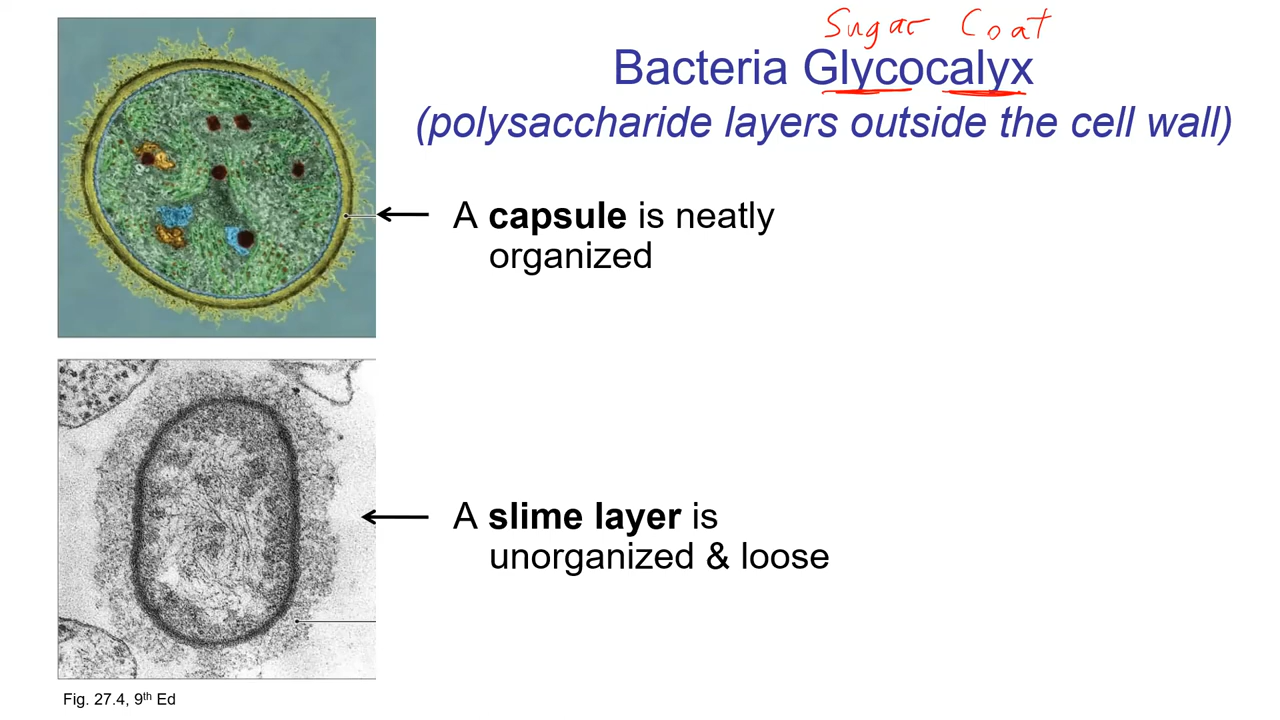 Sugar Coat
Bacteria Glycocalyx
(polysaccharide layers outside the cell wall)
A capsule is neatly
organized
A slime layer is
unorganized & loose
Fig. 27.4, 9th Ed